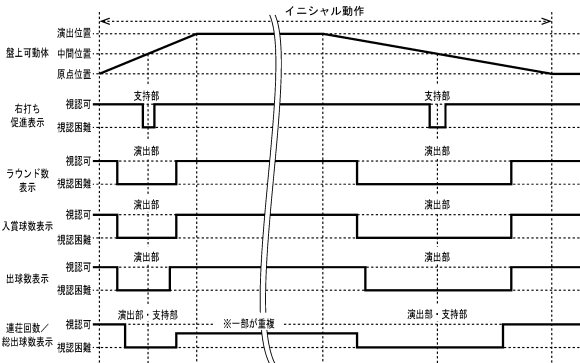 イニシャル動作
演出位置
盤上可動体
中間位置
原点位置
支持部
支持部
右打ち
促進表示
視認可
視認困難
演出部
演出部
ラウンド数
表示
視認可
視認困難
演出部
演出部
入賞球数表示
視認可
視認困難
演出部
演出部
出球数表示
視認可
視認困難
演出部・支持部
演出部・支持部
連荘回数／
総出球数表示
視認可
※一部が重複
視認困難